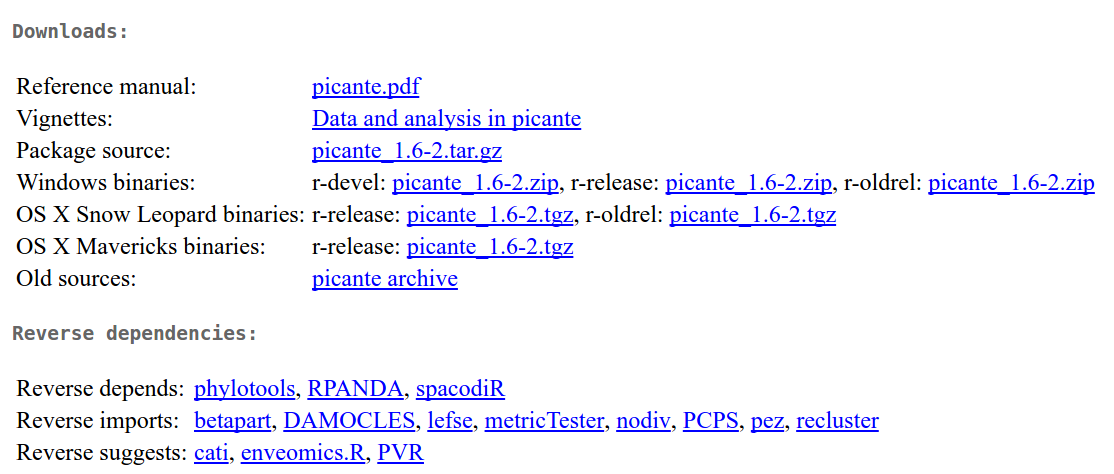 Downloads:
Reference manual: picante.pdf
Vignettes: Data and analysis in picante
Package source: picante_1.6-2.tar.gz
Windows binaries: r-devel: picante_1.6-2.zip, r-release: picante_1.6-2.zip, r-oldrel: picante_1.6-2.zip
OS X Snow Leopard binaries: r-release: picante_1.6-2.tgz, r-oldrel: picante_1.6-2.tgz
OS X Mavericks binaries: r-release: picante_1.6-2.tgz
Old sources: picante archive
Reverse dependencies:
Reverse depends: phylotools, RPANDA, spacodiR
Reverse imports: betapart, DAMOCLES, lefse, metricTester, nodiv, PCPS, pez, recluster
Reverse suggests: cati, enveomics.R, PVR